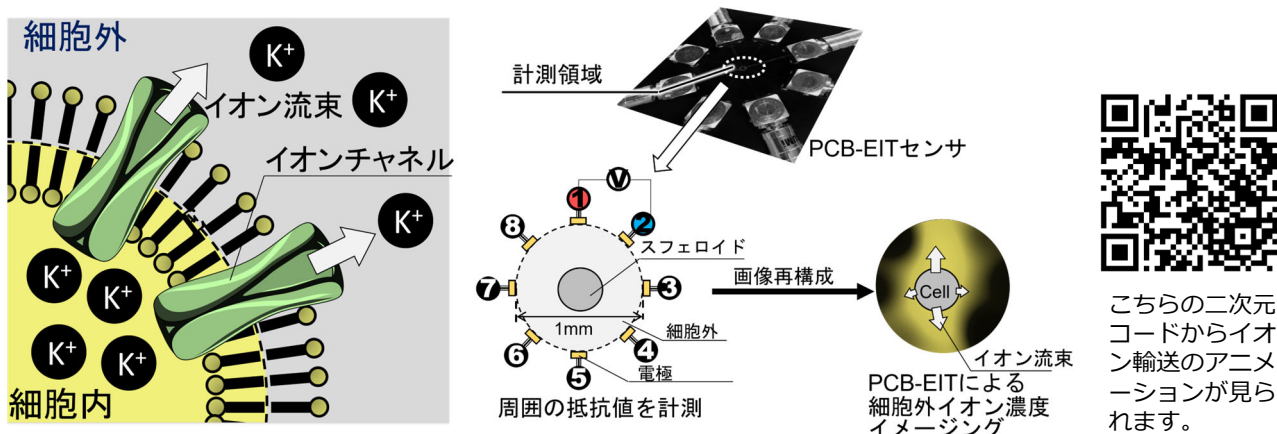 細胞外
K+
K+
イオン流束
イオンチャネル
K+
K+
K+
K+
K+
細胞内
計測領域
PCB-EITセンサ
V
1
2
8
スフェロイド
7
3
1mm
細胞外
6
4
電極
5
周囲の抵抗値を計測
画像再構成
Cell
イオン流束
PCB-EITによる
細胞外イオン濃度
イメージング
こちらの二次元
コードからイオ
ン輸送のアニメ
ーションが見ら
れます。